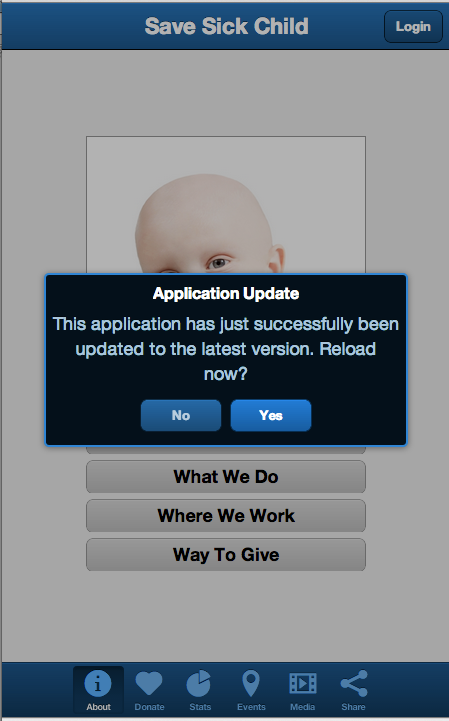 Save Sick Child
Login
Application Update
This application has just successfully been
updated to the latest version. Reload
now?
No
Yes
What We Do
Where We Work
Way To Give
About
Donate
Stats
Events
Media
Share